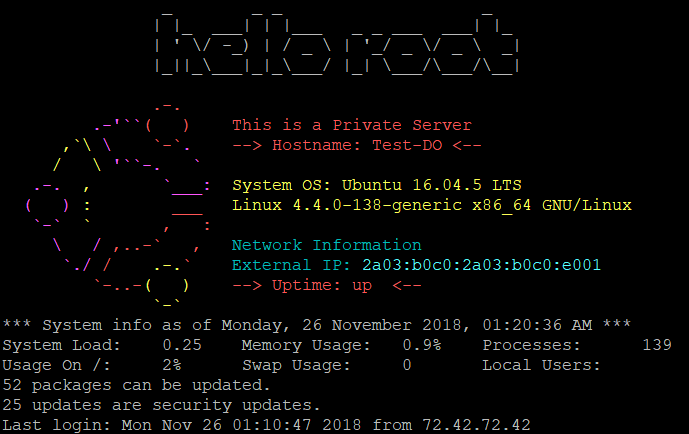 hello root
This is a Private Server
--> Hostname: Test-DO <--
System OS: Ubuntu 16.04.5 LTS
Linux 4.4.0-138-generic x86_64 GNU/Linux
Network Information
External IP: 2a03:b0c0:2a03:b0c0:e001
--> Uptime: up <--
*** System info as of Monday, 26 November 2018, 01:20:36 AM ***
System Load: 0.25 Memory Usage: 0.9% Processes: 139
Usage On /: 2% Swap Usage: 0 Local Users:
52 packages can be updated.
25 updates are security updates.
Last login: Mon Nov 26 01:10:47 2018 from 72.42.72.42